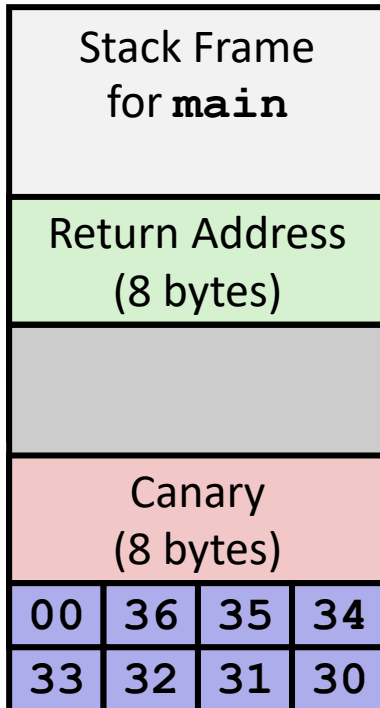 Stack Frame
for main
Return Address
(8 bytes)
Canary
(8 bytes)
00 36 35 34
33 32 31 30